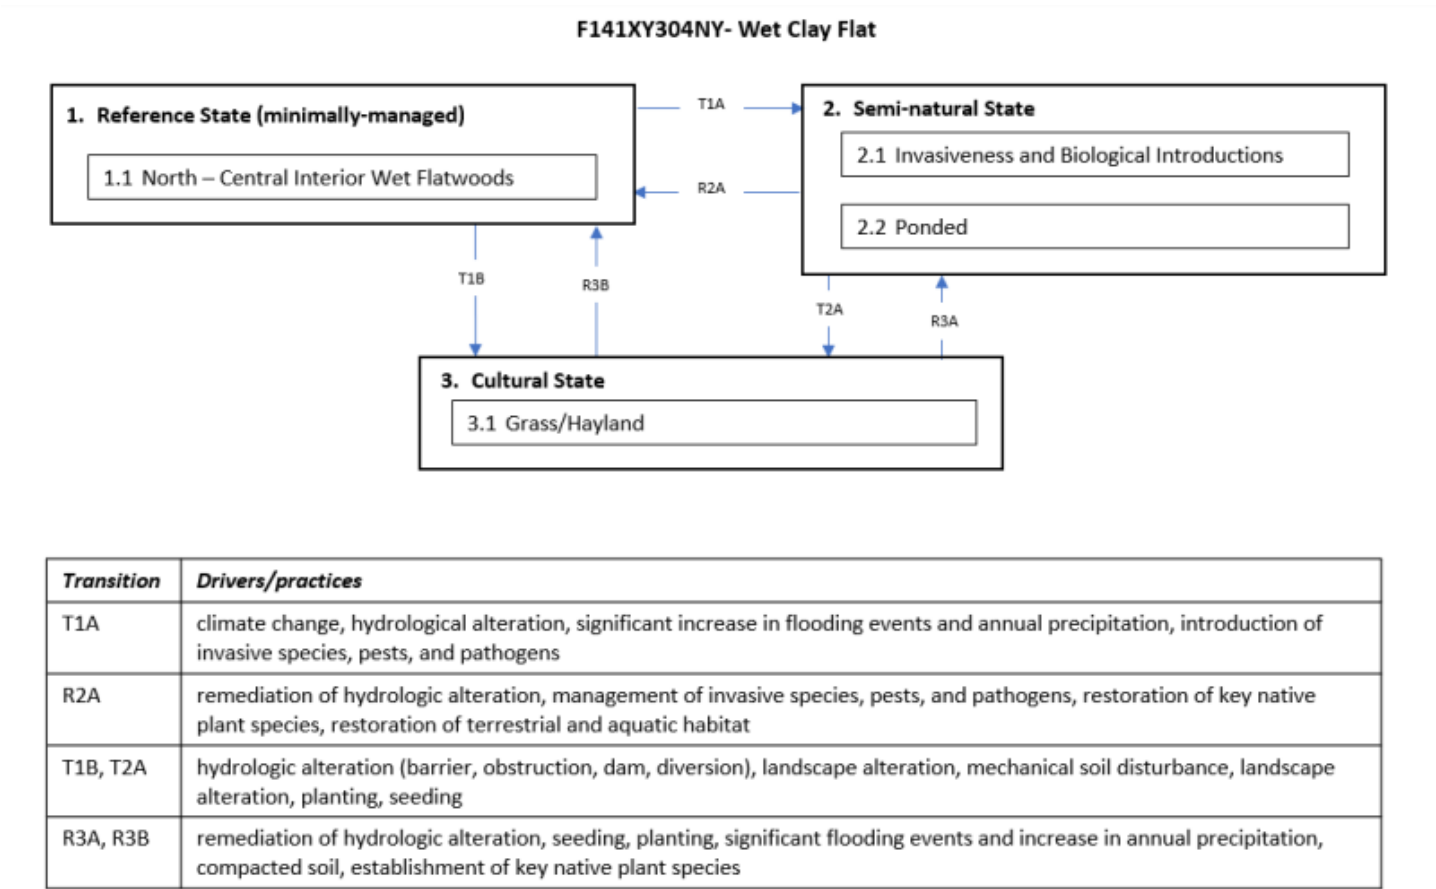 F141XY304NY- Wet Clay Flat
1. Reference State (minimally-managed)
1.1 North – Central Interior Wet Flatwoods
T1A
R2A
2. Semi-natural State
2.1 Invasiveness and Biological Introductions
2.2 Ponded
T1B
R3B
T2A
R3A
3. Cultural State
3.1 Grass/Hayland
Transition Drivers/practices
T1A climate change, hydrological alteration, significant increase in flooding events and annual precipitation, introduction of
invasive species, pests, and pathogens
R2A remediation of hydrologic alteration, management of invasive species, pests, and pathogens, restoration of key native
plant species, restoration of terrestrial and aquatic habitat
T1B, T2A hydrologic alteration (barrier, obstruction, dam, diversion), landscape alteration, mechanical soil disturbance, landscape
alteration, planting, seeding
R3A, R3B remediation of hydrologic alteration, seeding, planting, significant flooding events and increase in annual precipitation,
compacted soil, establishment of key native plant species